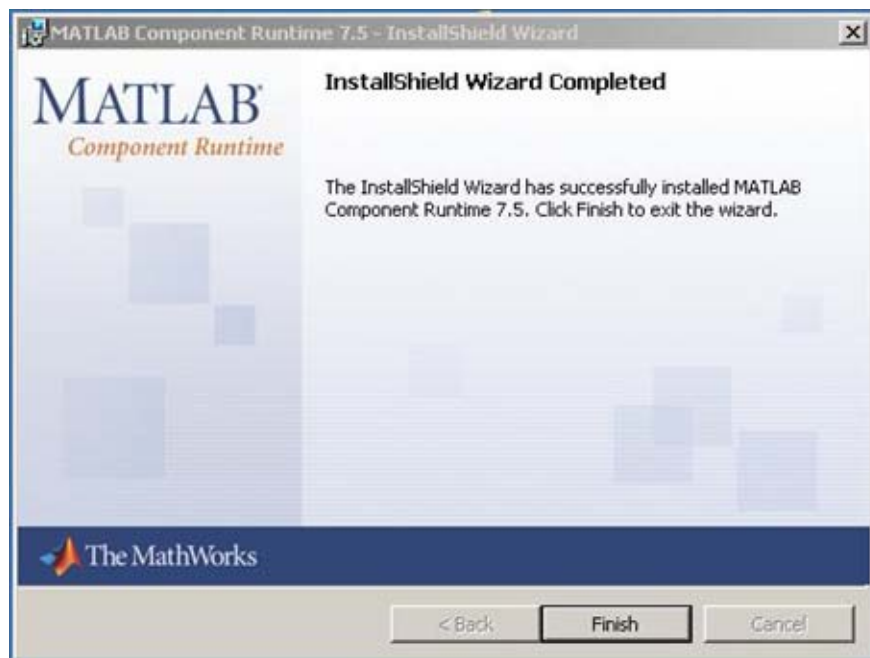 MATLAB Component Runtime 7.5 - InstallShield Wizard
MATLAB
Component Runtime
InstallShield Wizard Completed
The InstallShield Wizard has successfully installed MATLAB
Component Runtime 7.5. Click Finish to exit the wizard.
The MathWorks
< Back
Finish
Cancel